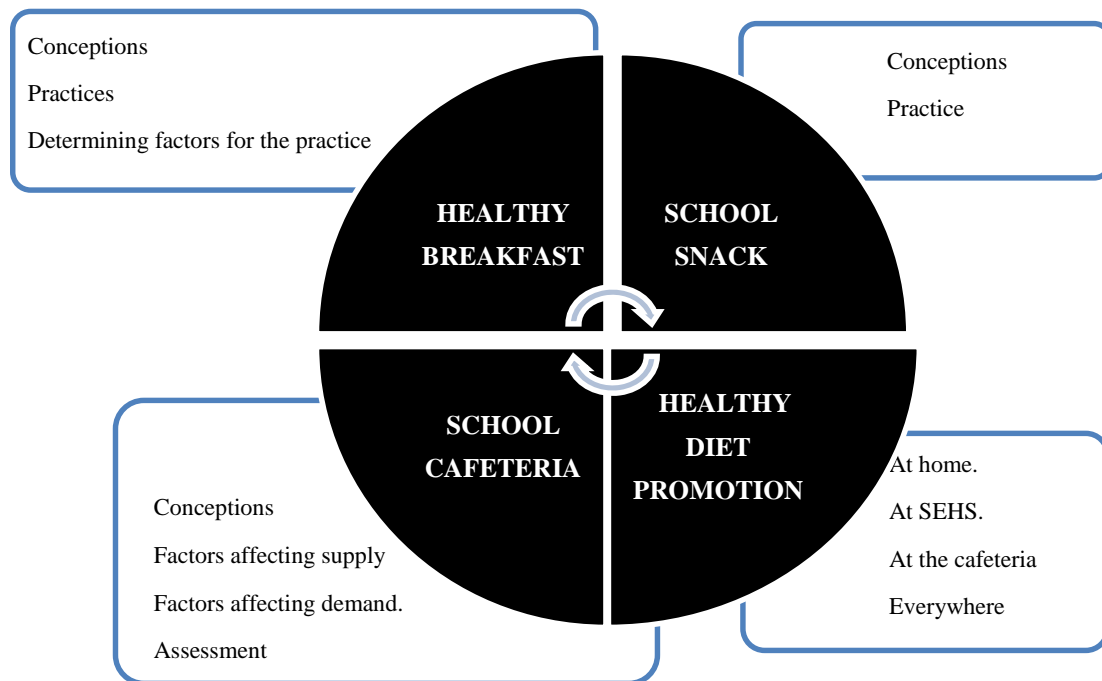 Conceptions
Practices
Determining factors for the practice
HEALTHY
BREAKFAST
Conceptions
Practice
SCHOOL
SNACK
SCHOOL
CAFETERIA
Conceptions
Factors affecting supply
Factors affecting demand.
Assessment
HEALTHY
DIET
PROMOTION
At home.
At SEHS.
At the cafeteria
Everywhere